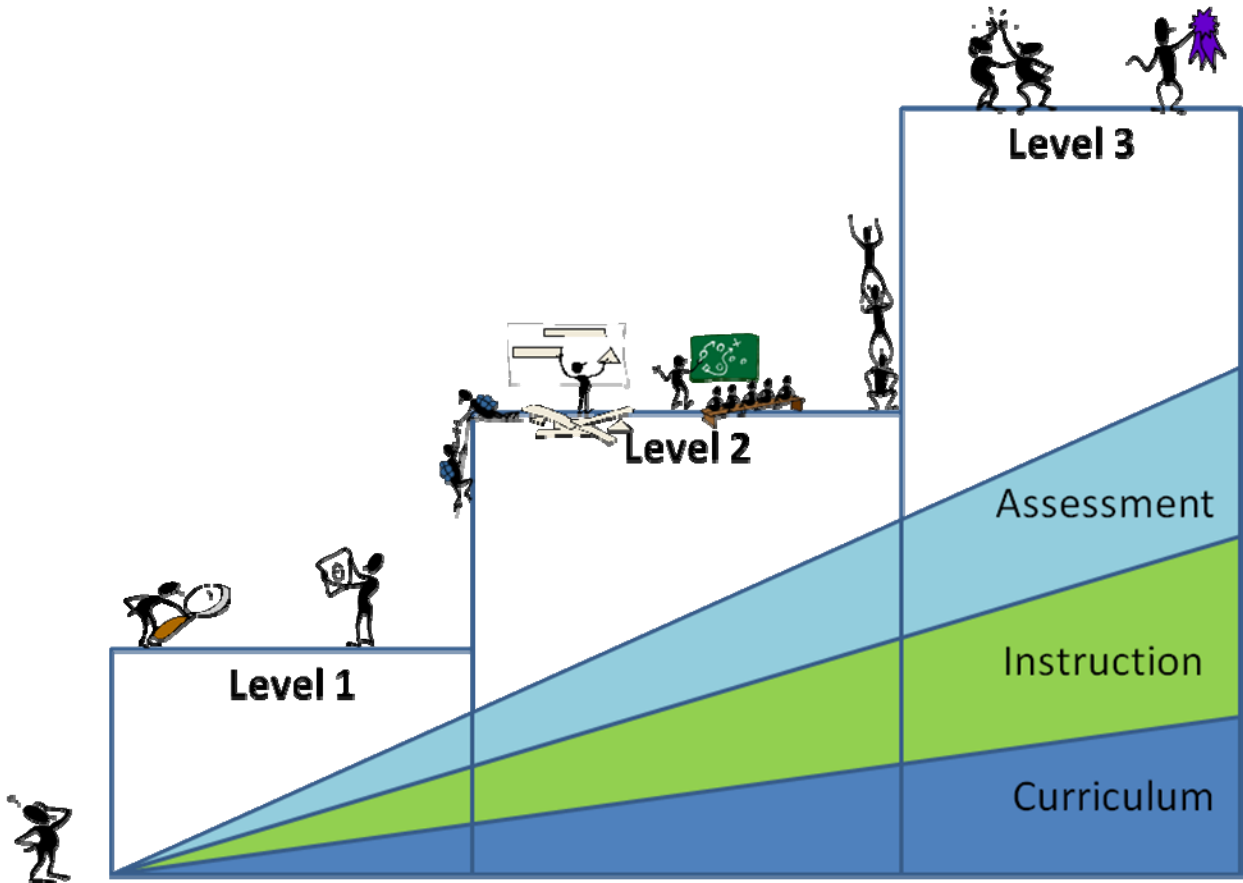 Level 3
Level 2
Assessment
Instruction
Level 1
Curriculum